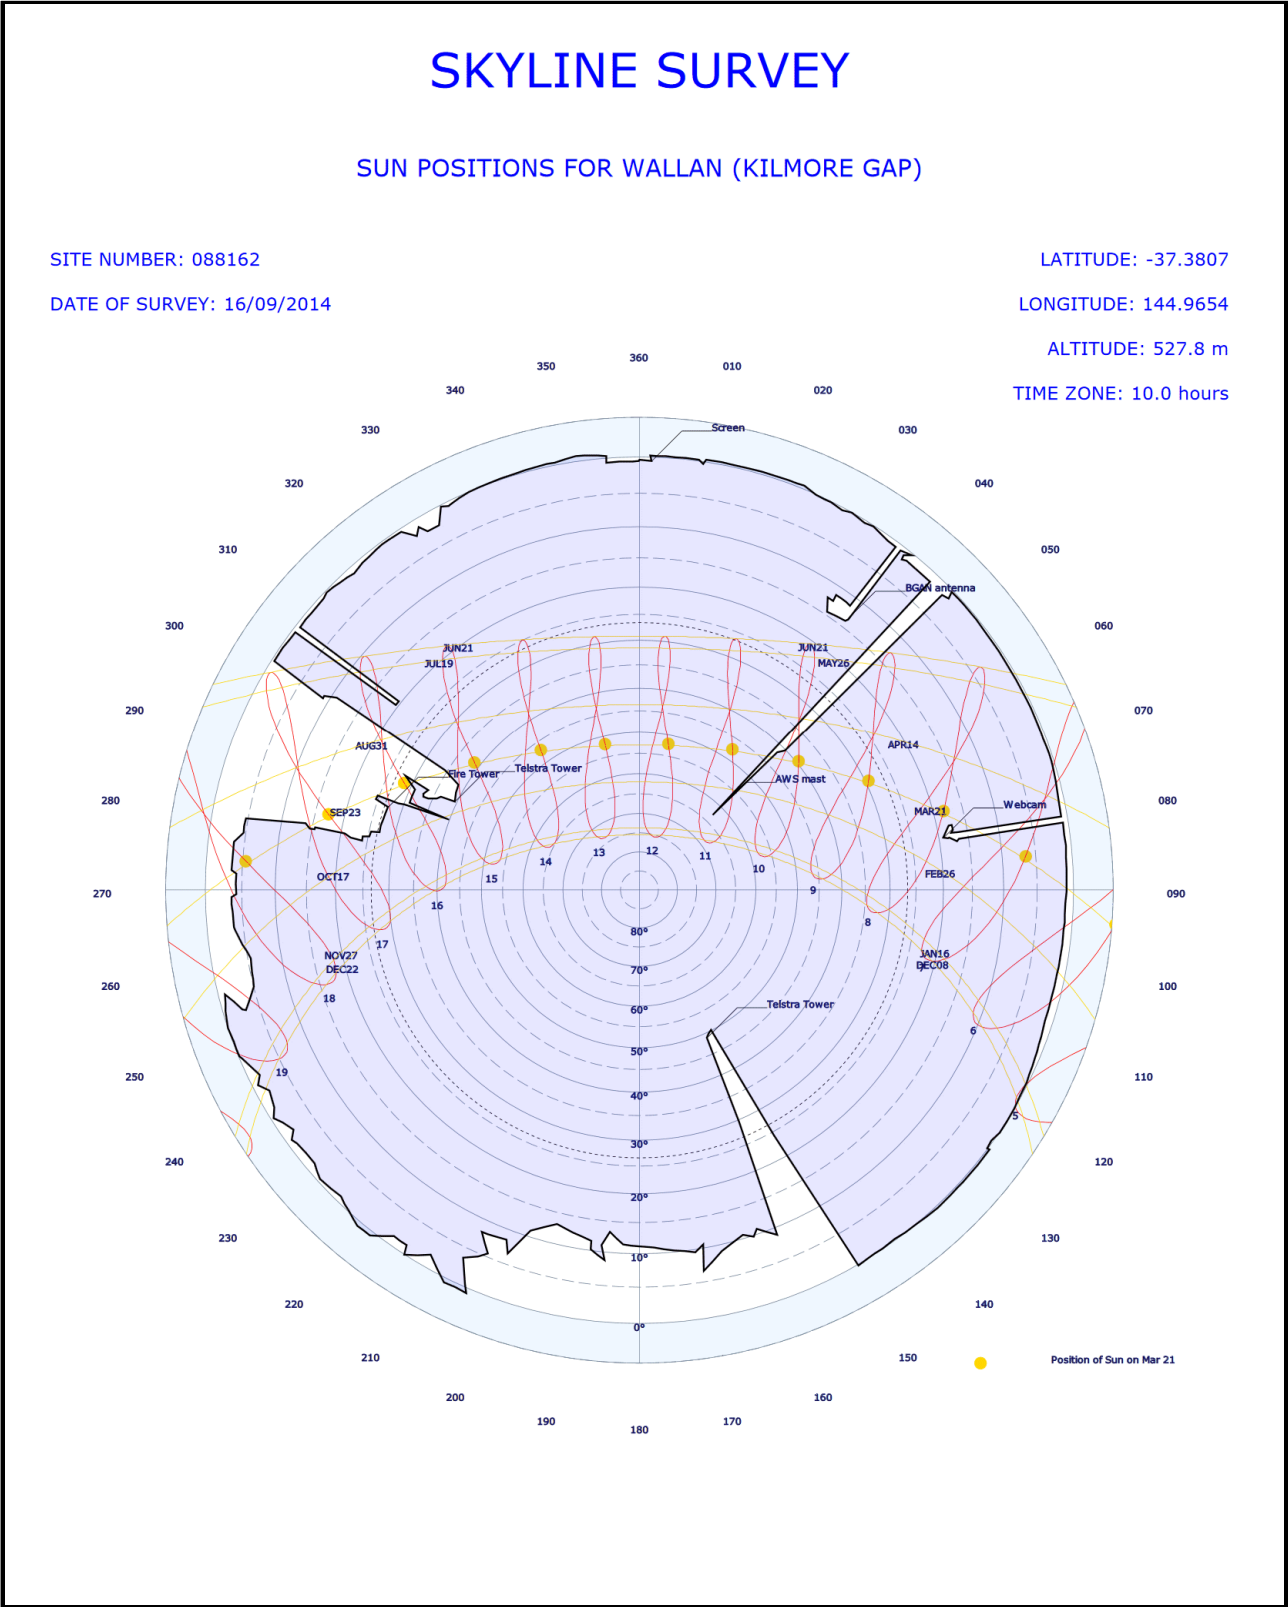 SKYLINE SURVEY
SUN POSITIONS FOR WALLAN (KILMORE GAP)
SITE NUMBER: 088162
LATITUDE: -37.3807
DATE OF SURVEY: 16/09/2014
LONGITUDE: 144.9654
ALTITUDE: 527.8 m
TIME ZONE: 10.0 hours
360
350
010
340
020
330
Screen
030
320
040
310
050
BGAN antenna
300
060
JUN21
JUN21
JUL19
MAY26
290
070
AUG31
APR14
Fire Tower
Telstra Tower
AWS mast
280
080
SEP23
MAR21
Webcam
12
13
11
14
10
OCT17
15
FEB26
270
9
090
16
8
80°
17
NOV27
JAN16
DEC22
70°
DEC08
7
260
100
18
Telstra Tower
60°
6
50°
19
250
110
40°
5
30°
240
120
20°
230
130
10°
220
140
0°
210
150
Position of Sun on Mar 21
200
160
190
170
180